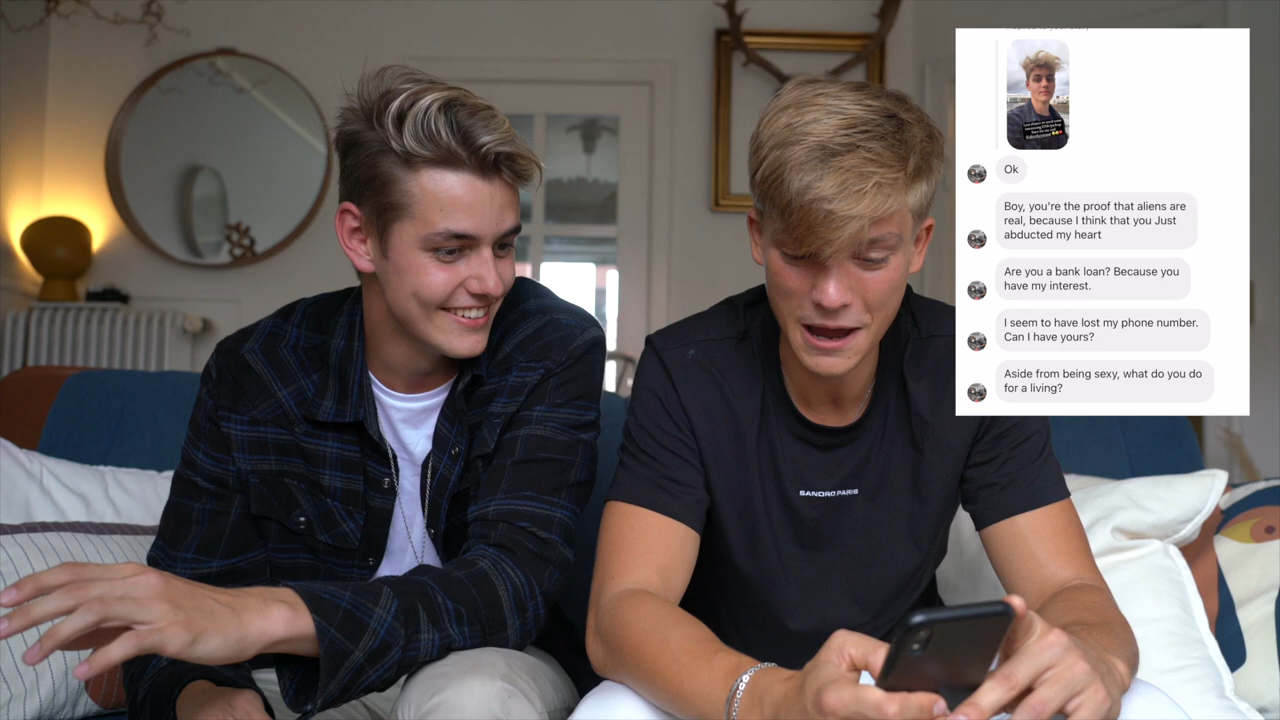 Ok
Boy, you're the proof that aliens are
real, because I think that you Just
abducted my heart
Are you a bank loan? Because you
have my interest.
I seem to have lost my phone number.
Can I have yours?
Aside from being sexy, what do you do
for a living?
SANDRO PARIS